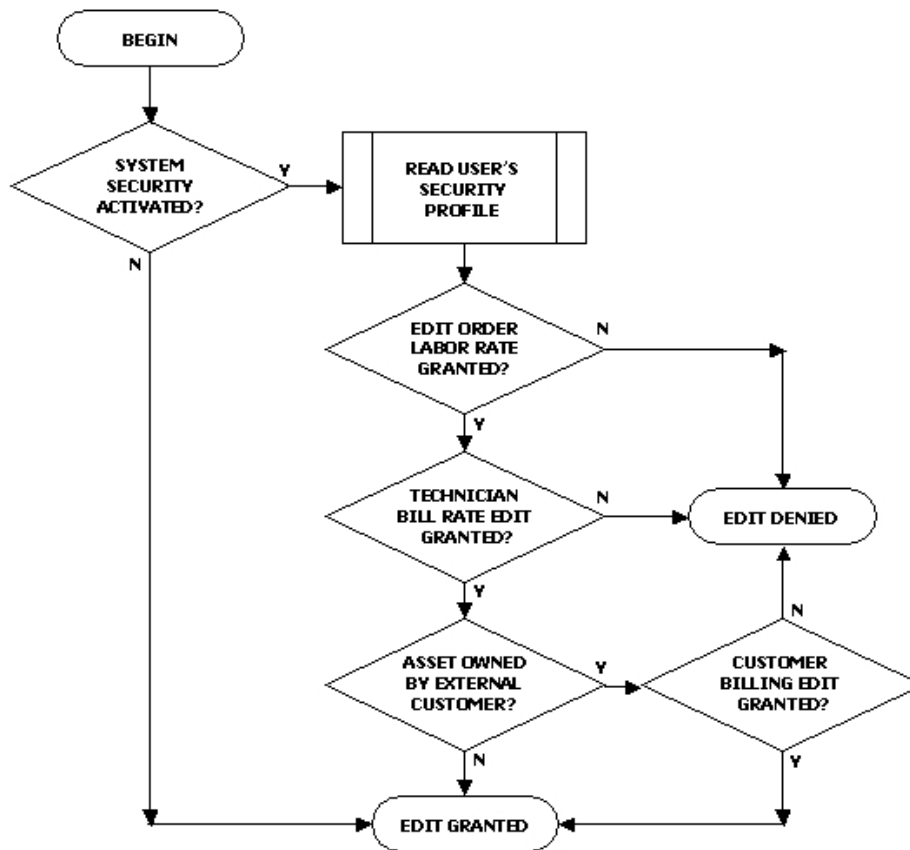 BEGIN
SYSTEM
SECURITY
ACTIVATED?
Y
N
READ USER'S
SECURITY
PROFILE
EDIT ORDER
LABOR RATE
GRANTED?
N
Y
TECHNICIAN
BILL RATE EDIT
GRANTED?
N
Y
EDIT DENIED
ASSET OWNED
BY EXTERNAL
CUSTOMER?
Y
N
CUSTOMER
BILLING EDIT
GRANTED?
N
Y
EDIT GRANTED